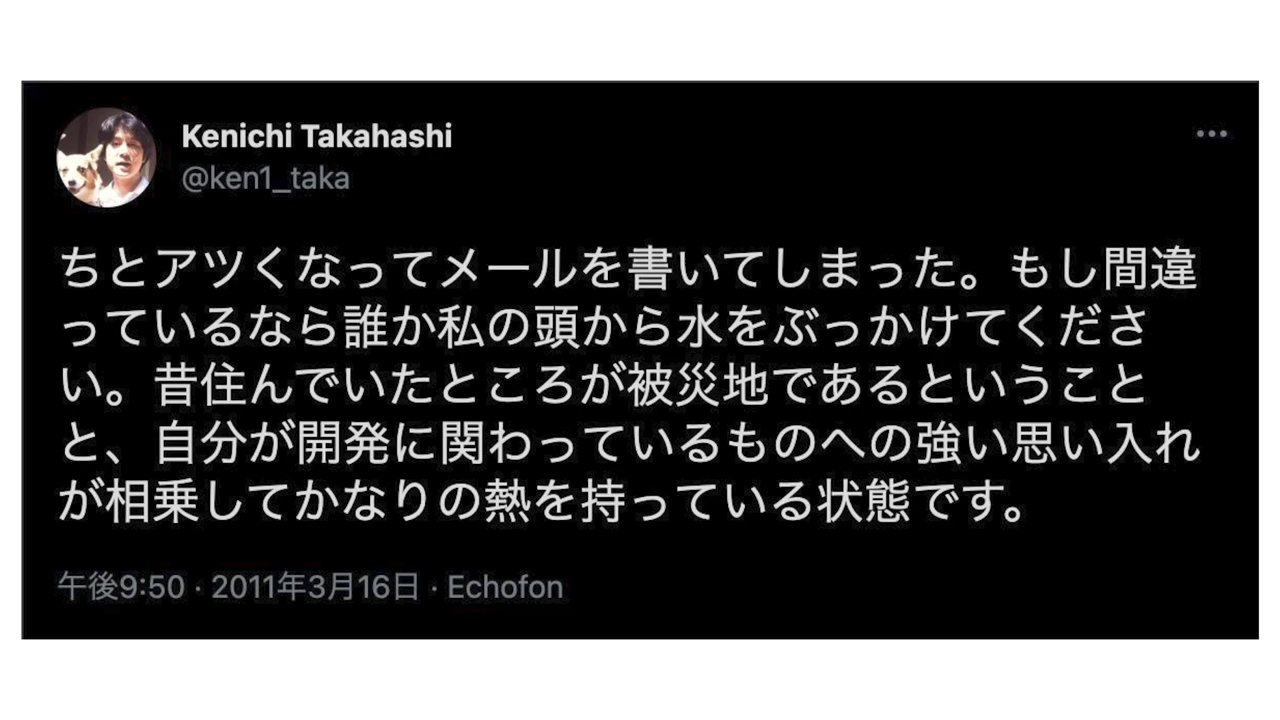 Kenichi Takahashi
@ken1_taka
ちとアツくなってメールを書いてしまった。もし間違
っているなら誰か私の頭から水をぶっかけてくださ
い。昔住んでいたところが被災地であるということ
と、自分が開発に関わっているものへの強い思い入れ
が相乗してかなりの熱を持っている状態です。
午後9:50 · 2011年3月16日 · Echofon